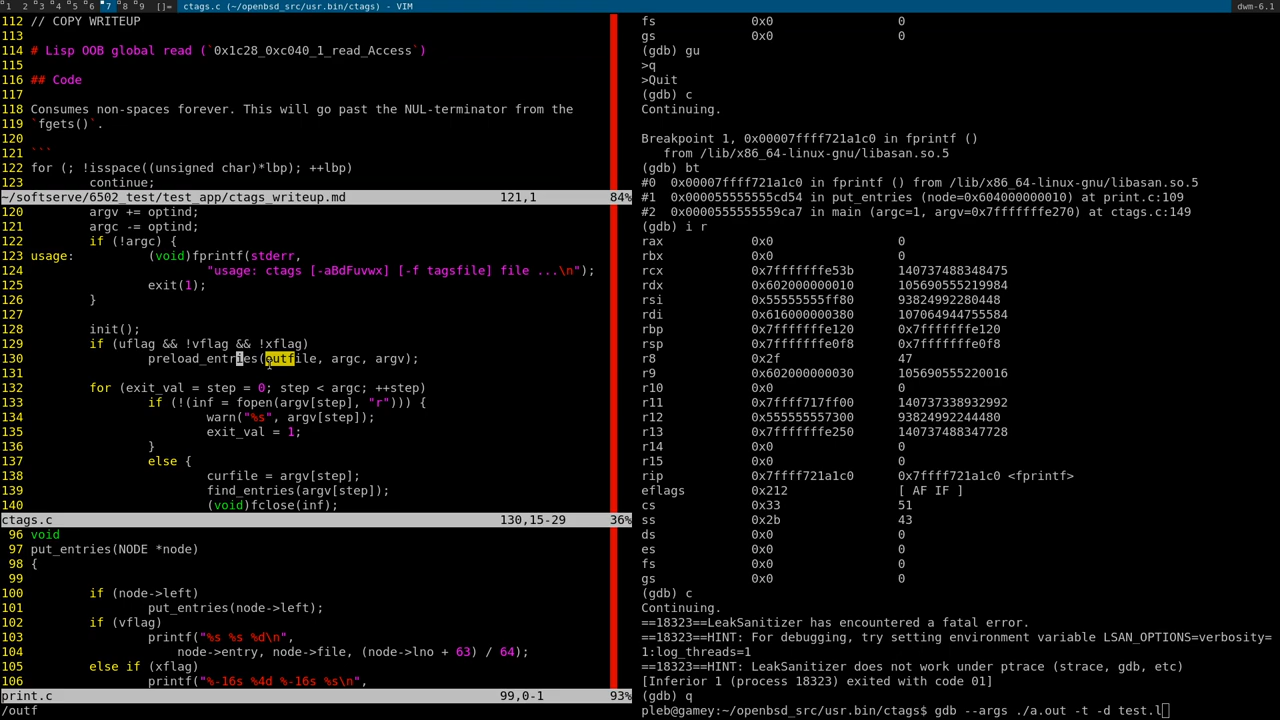 1 2 3 4 5 6 7 8 9 []= ctags.c (~/openbsd_src/usr.bin/ctags) - VIM dwm-6.1
112 // COPY WRITEUP
113
114 # Lisp OOB global read (`0x1c28_0xc040_1_read_Access`)
115
116 ## Code
117
118 Consumes non-spaces forever. This will go past the NUL-terminator from the
119 `fgets()`.
120
121 ```
122 for (; !isspace((unsigned char)*lbp); ++lbp)
123         continue;
~/softserve/6502_test/test_app/ctags_writeup.md 121,1 84%
120         argv += optind;
121         argc -= optind;
122         if (!argc) {
123 usage:          (void)fprintf(stderr,
124                         "usage: ctags [-aBdFuvwx] [-f tagsfile] file ...\n");
125                 exit(1);
126         }
127
128         init();
129         if (uflag && !vflag && !xflag)
130                 preload_entries(outfile, argc, argv);
131
132         for (exit_val = step = 0; step < argc; ++step)
133                 if (!(inf = fopen(argv[step], "r"))) {
134                         warn("%s", argv[step]);
135                         exit_val = 1;
136                 }
137                 else {
138                         curfile = argv[step];
139                         find_entries(argv[step]);
140                         (void)fclose(inf);
ctags.c 130,15-29 36%
96 void
97 put_entries(NODE *node)
98 {
99
100         if (node->left)
101                 put_entries(node->left);
102         if (vflag)
103                 printf("%s %s %d\n",
104                     node->entry, node->file, (node->lno + 63) / 64);
105         else if (xflag)
106                 printf("%-16s %4d %-16s %s\n",
print.c 99,0-1 93%
/outf
fs             0x0                 0
gs             0x0                 0
(gdb) gu
>q
>Quit
(gdb) c
Continuing.

Breakpoint 1, 0x00007ffff721a1c0 in fprintf ()
   from /lib/x86_64-linux-gnu/libasan.so.5
(gdb) bt
#0  0x00007ffff721a1c0 in fprintf () from /lib/x86_64-linux-gnu/libasan.so.5
#1  0x000055555555cd54 in put_entries (node=0x604000000010) at print.c:109
#2  0x0000555555559ca7 in main (argc=1, argv=0x7fffffffe270) at ctags.c:149
(gdb) i r
rax            0x0                 0
rbx            0x0                 0
rcx            0x7fffffffe53b      140737488348475
rdx            0x602000000010      105690555219984
rsi            0x55555555ff80      93824992280448
rdi            0x616000000380      107064944755584
rbp            0x7fffffffe120      0x7fffffffe120
rsp            0x7fffffffe0f8      0x7fffffffe0f8
r8             0x2f                47
r9             0x602000000030      105690555220016
r10            0x0                 0
r11            0x7ffff717ff00      140737338932992
r12            0x555555557300      93824992244480
r13            0x7fffffffe250      140737488347728
r14            0x0                 0
r15            0x0                 0
rip            0x7ffff721a1c0      0x7ffff721a1c0 <fprintf>
eflags         0x212               [ AF IF ]
cs             0x33                51
ss             0x2b                43
ds             0x0                 0
es             0x0                 0
fs             0x0                 0
gs             0x0                 0
(gdb) c
Continuing.
==18323==LeakSanitizer has encountered a fatal error.
==18323==HINT: For debugging, try setting environment variable LSAN_OPTIONS=verbosity=
1:log_threads=1
==18323==HINT: LeakSanitizer does not work under ptrace (strace, gdb, etc)
[Inferior 1 (process 18323) exited with code 01]
(gdb) q
pleb@gamey:~/openbsd_src/usr.bin/ctags$ gdb --args ./a.out -t -d test.l